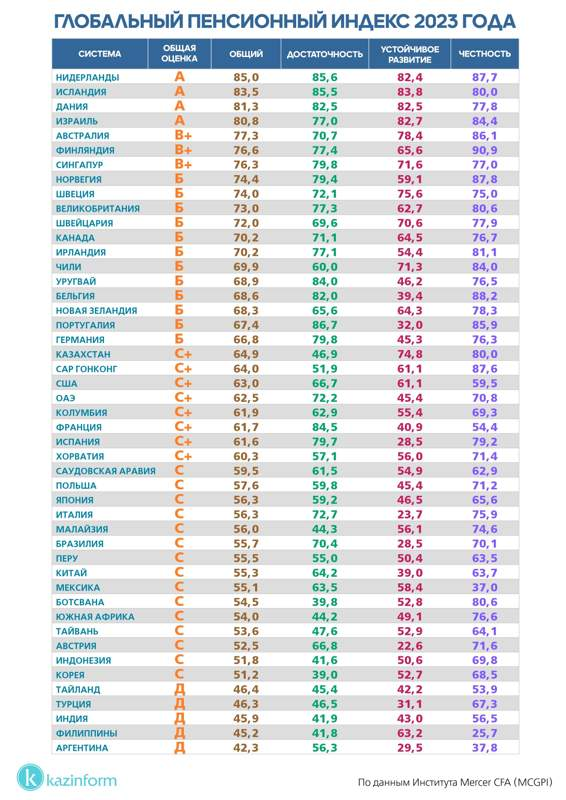 ГЛОБАЛЬНЫЙ ПЕНСИОННЫЙ ИНДЕКС 2023 ГОДА
СИСТЕМА ОБЩАЯ ОЦЕНКА ОБЩИЙ ДОСТАТОЧНОСТЬ УСТОЙЧИВОЕ РАЗВИТИЕ ЧЕСТНОСТЬ
НИДЕРЛАНДЫ А 85,0 85,6 82,4 87,7
ИСЛАНДИЯ А 83,5 85,5 83,8 80,0
ДАНИЯ А 81,3 82,5 82,5 77,8
ИЗРАИЛЬ А 80,8 77,0 82,7 84,4
АВСТРАЛИЯ В+ 77,3 70,7 78,4 86,1
ФИНЛЯНДИЯ В+ 76,6 77,4 65,6 90,9
СИНГАПУР В+ 76,3 79,8 71,6 77,0
НОРВЕГИЯ Б 74,4 79,4 59,1 87,8
ШВЕЦИЯ Б 74,0 72,1 75,6 75,0
ВЕЛИКОБРИТАНИЯ Б 73,0 77,3 62,7 80,6
ШВЕЙЦАРИЯ Б 72,0 69,6 70,6 77,9
КАНАДА Б 70,2 71,1 64,5 76,7
ИРЛАНДИЯ Б 70,2 77,1 54,4 81,1
ЧИЛИ Б 69,9 60,0 71,3 84,0
УРУГВАЙ Б 68,9 84,0 46,2 76,5
БЕЛЬГИЯ Б 68,6 82,0 39,4 88,2
НОВАЯ ЗЕЛАНДИЯ Б 68,3 65,6 64,3 78,3
ПОРТУГАЛИЯ Б 67,4 86,7 32,0 85,9
ГЕРМАНИЯ Б 66,8 79,8 45,3 76,3
КАЗАХСТАН С+ 64,9 46,9 74,8 80,0
САР ГОНКОНГ С+ 64,0 51,9 61,1 87,6
США С+ 63,0 66,7 61,1 59,5
ОАЭ С+ 62,5 72,2 45,4 70,8
КОЛУМБИЯ С+ 61,9 62,9 55,4 69,3
ФРАНЦИЯ С+ 61,7 84,5 40,9 54,4
ИСПАНИЯ С+ 61,6 79,7 28,5 79,2
ХОРВАТИЯ С+ 60,3 57,1 56,0 71,4
САУДОВСКАЯ АРАВИЯ С 59,5 61,5 54,9 62,9
ПОЛЬША С 57,6 59,8 45,4 71,2
ЯПОНИЯ С 56,3 59,2 46,5 65,6
ИТАЛИЯ С 56,3 72,7 23,7 75,9
МАЛАЙЗИЯ С 56,0 44,3 56,1 74,6
БРАЗИЛИЯ С 55,7 70,4 28,5 70,1
ПЕРУ С 55,5 55,0 50,4 63,5
КИТАЙ С 55,3 64,2 39,0 63,7
МЕКСИКА С 55,1 63,5 58,4 37,0
БОТСВАНА С 54,5 39,8 52,8 80,6
ЮЖНАЯ АФРИКА С 54,0 44,2 49,1 76,6
ТАЙВАНЬ С 53,6 47,6 52,9 64,1
АВСТРИЯ С 52,5 66,8 22,6 71,6
ИНДОНЕЗИЯ С 51,8 41,6 50,6 69,8
КОРЕЯ С 51,2 39,0 52,7 68,5
ТАЙЛАНД Д 46,4 45,4 42,2 53,9
ТУРЦИЯ Д 46,3 46,5 31,1 67,3
ИНДИЯ Д 45,9 41,9 43,0 56,5
ФИЛИППИНЫ Д 45,2 41,8 63,2 25,7
АРГЕНТИНА Д 42,3 56,3 29,5 37,8
k kazinform
По данным Института Mercer CFA (MCGPI)